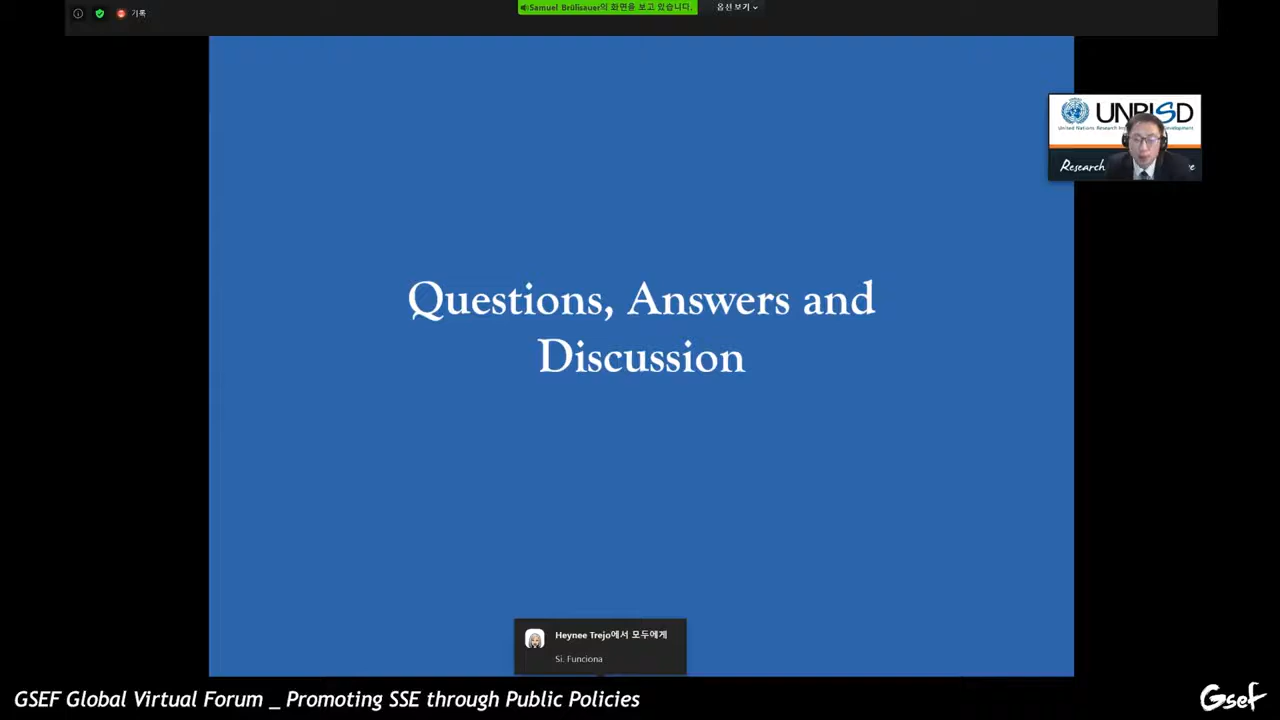 기록
Samuel Brülisauer의 화면을 보고 있습니다.
옵션 보기
UNRISD
United Nations Research
Research
Questions, Answers and
Discussion
Heynee Trejo에서 모두에게
Si. Funciona
GSEF Global Virtual Forum _ Promoting SSE through Public Policies
Gsef